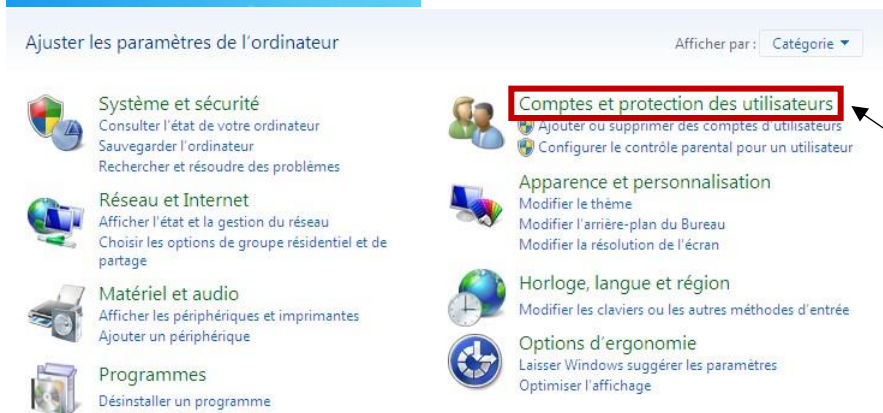 Ajuster les paramètres de l'ordinateur
Afficher par : Catégorie
Système et sécurité
Consulter l'état de votre ordinateur
Sauvegarder l'ordinateur
Rechercher et résoudre des problèmes
Réseau et Internet
Afficher l'état et la gestion du réseau
Choisir les options de groupe résidentiel et de
partage
Matériel et audio
Afficher les périphériques et imprimantes
Ajouter un périphérique
Programmes
Désinstaller un programme
Comptes et protection des utilisateurs
Ajouter ou supprimer des comptes d'utilisateurs
Configurer le contrôle parental pour un utilisateur
Apparence et personnalisation
Modifier le thème
Modifier l'arrière-plan du Bureau
Modifier la résolution de l'écran
Horloge, langue et région
Modifier les claviers ou les autres méthodes d'entrée
Options d'ergonomie
Laisser Windows suggérer les paramètres
Optimiser l'affichage